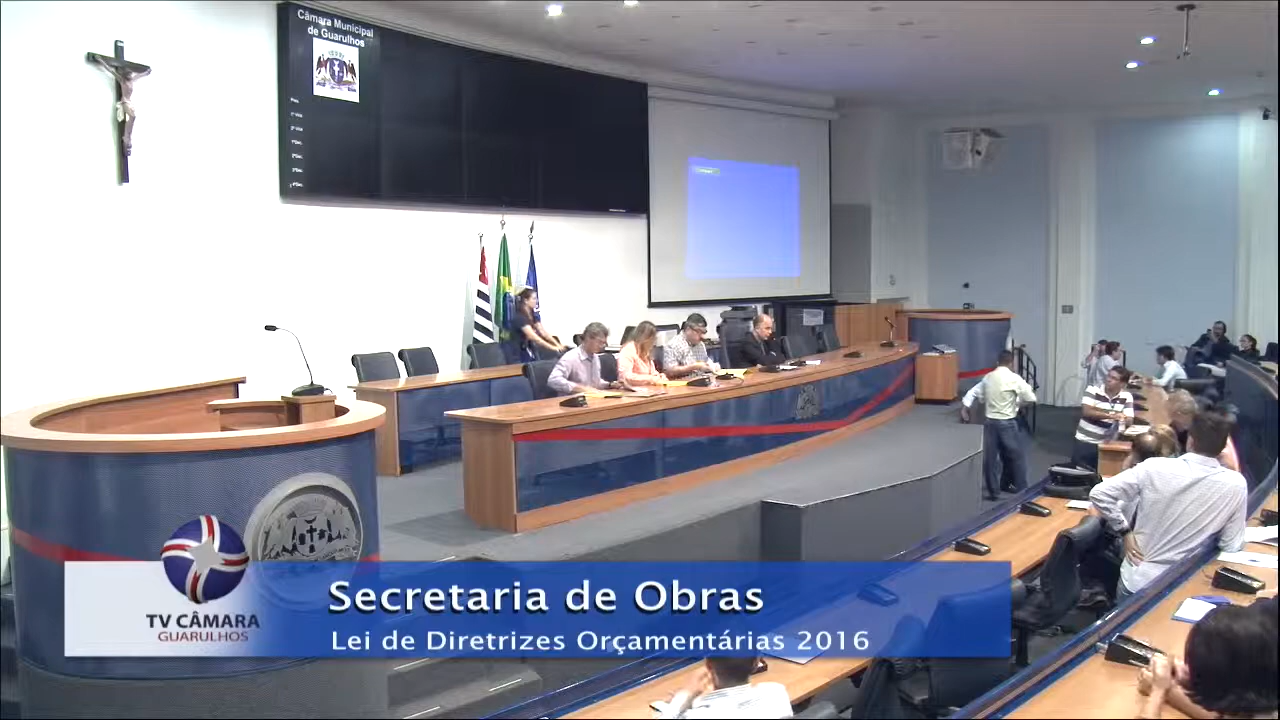 Câmara Municipal
de Guarulhos
Secretaria de Obras
Lei de Diretrizes Orçamentárias 2016
TV CÂMARA
GUARULHOS